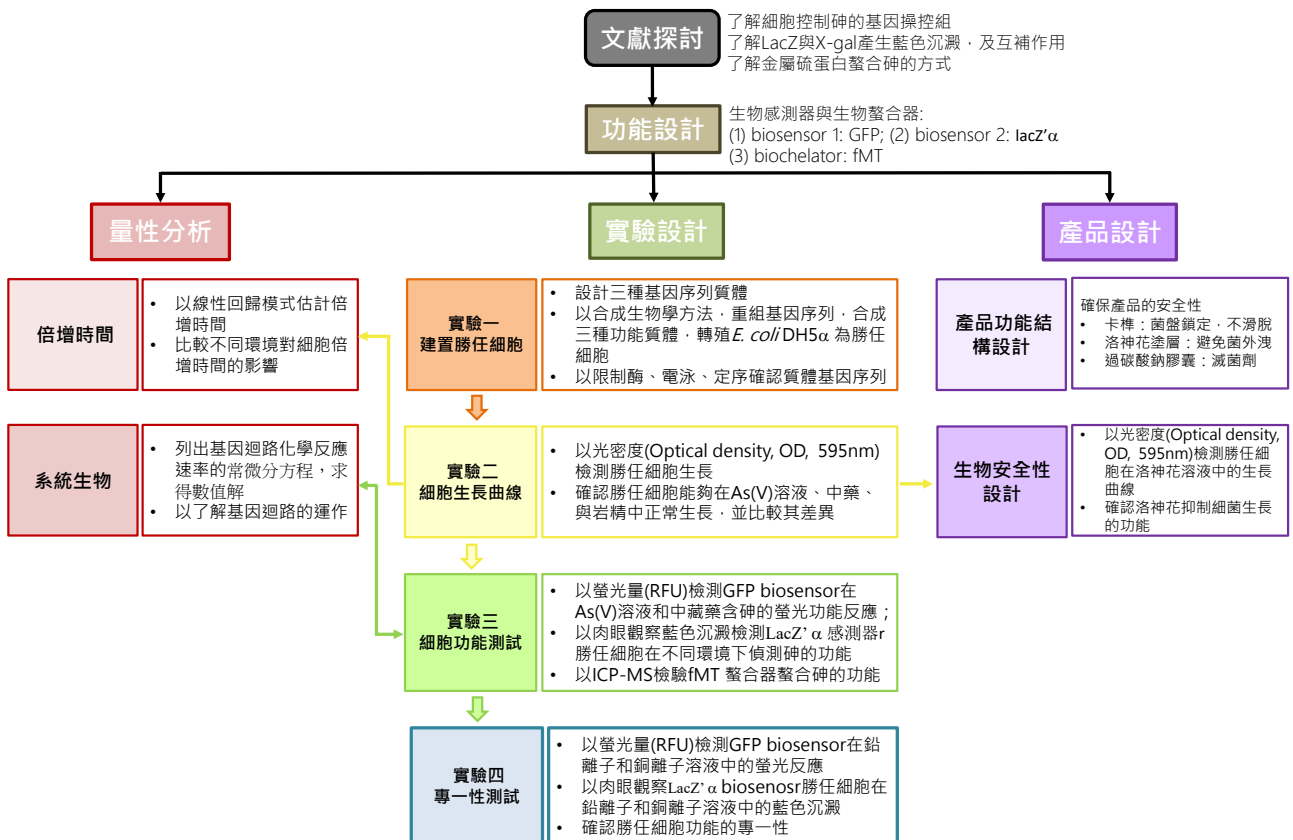 文獻探討
了解細胞控制砷的基因操控組
了解LacZ與X-gal產生藍色沉澱，及互補作用
了解金屬硫蛋白螯合砷的方式
功能設計
生物感測器與生物螯合器:
(1) biosensor 1: GFP; (2) biosensor 2: lacZ’α
(3) biochelator: fMT
量性分析
實驗設計
產品設計
倍增時間
• 以線性回歸模式估計倍
增時間
• 比較不同環境對細胞倍
增時間的影響
實驗一
建置勝任細胞
• 設計三種基因序列質體
• 以合成生物學方法，重組基因序列，合成
三種功能質體，轉殖E. coli DH5α 為勝任
細胞
• 以限制酶、電泳、定序確認質體基因序列
產品功能結
構設計
確保產品的安全性
• 卡榫：菌盤鎖定，不滑脫
• 洛神花塗層：避免菌外洩
• 過碳酸鈉膠囊：滅菌劑
系統生物
• 列出基因迴路化學反應
速率的常微分方程，求
得數值解
• 以了解基因迴路的運作
實驗二
細胞生長曲線
• 以光密度(Optical density, OD, 595nm)
檢測勝任細胞生長
• 確認勝任細胞能夠在As(V)溶液、中藥、
與岩精中正常生長，並比較其差異
生物安全性
設計
• 以光密度(Optical density,
OD, 595nm)檢測勝任細
胞在洛神花溶液中的生長
曲線
• 確認洛神花抑制細菌生長
的功能
實驗三
細胞功能測試
• 以螢光量(RFU)檢測GFP biosensor在
As(V)溶液和中藏藥含砷的螢光功能反應；
• 以肉眼觀察藍色沉澱檢測LacZ’ α 感測器r
勝任細胞在不同環境下偵測砷的功能
• 以ICP-MS檢驗fMT 螯合器螯合砷的功能
實驗四
專一性測試
• 以螢光量(RFU)檢測GFP biosensor在鉛
離子和銅離子溶液中的螢光反應
• 以肉眼觀察LacZ’ α biosenosr勝任細胞在
鉛離子和銅離子溶液中的藍色沉澱
• 確認勝任細胞功能的專一性